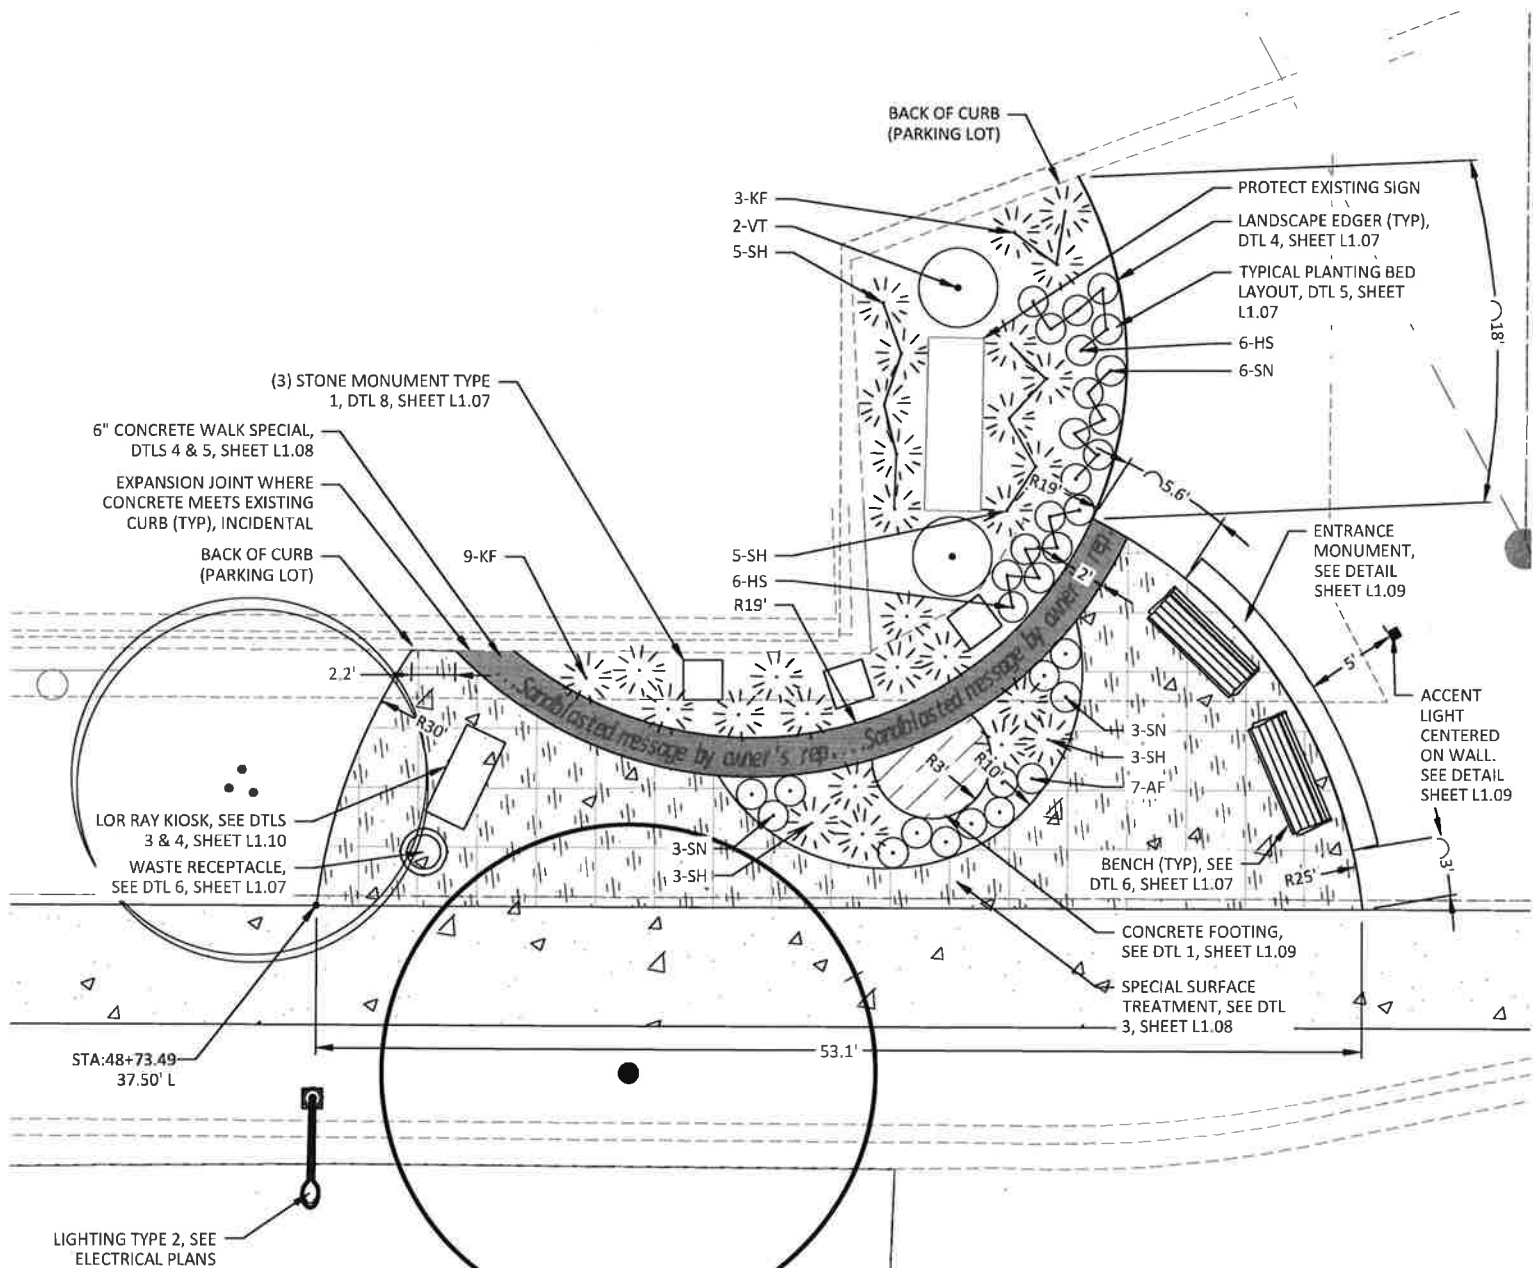 BACK OF CURB
(PARKING LOT)
3-KF
2-VT
5-SH
PROTECT EXISTING SIGN
LANDSCAPE EDGER (TYP),
DTL 4, SHEET L1.07
TYPICAL PLANTING BED
LAYOUT, DTL 5, SHEET
L1.07
6-HS
6-SN
18'
(3) STONE MONUMENT TYPE
1, DTL 8, SHEET L1.07
6" CONCRETE WALK SPECIAL,
DTLS 4 & 5, SHEET L1.08
EXPANSION JOINT WHERE
CONCRETE MEETS EXISTING
CURB (TYP), INCIDENTAL
BACK OF CURB
(PARKING LOT)
9-KF
5-SH
6-HS
R19'
R19'
5.6'
2'
ENTRANCE
MONUMENT,
SEE DETAIL
SHEET L1.09
5'
ACCENT
LIGHT
CENTERED
ON WALL.
SEE DETAIL
SHEET L1.09
2.2'
R30'
....Sandblasted message by owner's rep....Sandblasted message by owner's rep.
3-SN
3-SH
7-AF
R3'
R10'
LOR RAY KIOSK, SEE DTLS
3 & 4, SHEET L1.10
WASTE RECEPTACLE,
SEE DTL 6, SHEET L1.07
3-SN
3-SH
BENCH (TYP), SEE
DTL 6, SHEET L1.07
R25'
3'
CONCRETE FOOTING,
SEE DTL 1, SHEET L1.09
SPECIAL SURFACE
TREATMENT, SEE DTL
3, SHEET L1.08
53.1'
STA:48+73.49
37.50' L
LIGHTING TYPE 2, SEE
ELECTRICAL PLANS